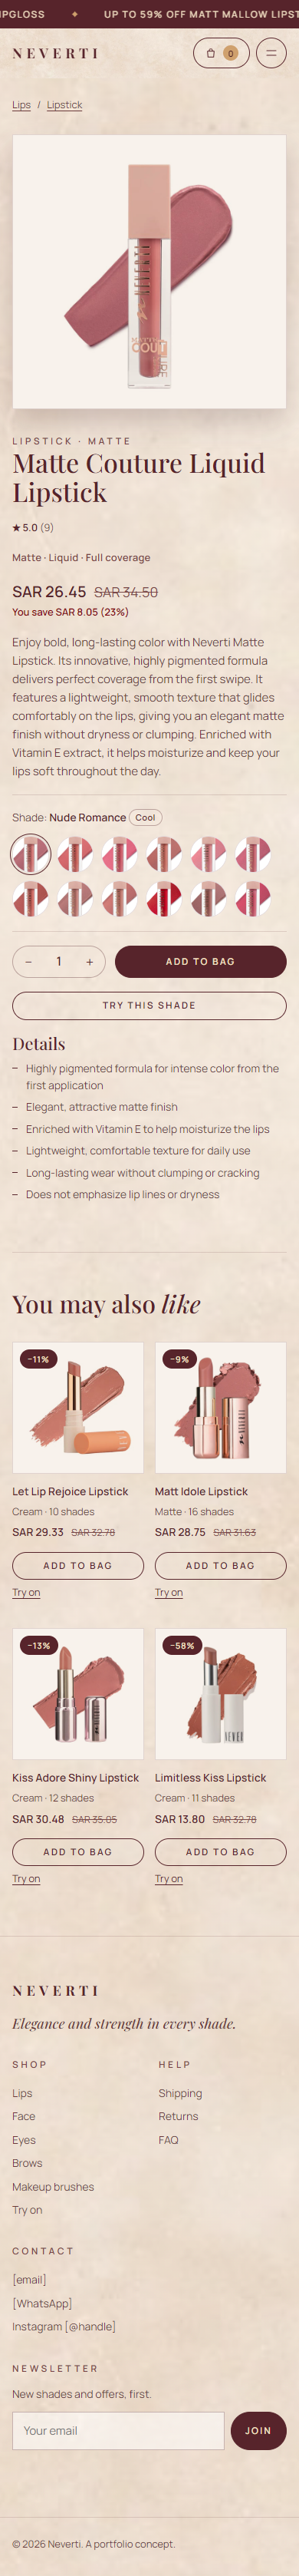 IPGLOSS ✦ UP TO 59% OFF MATT MALLOW LIPST
NEVERTI
0
Lips / Lipstick
NEVERTI
MATTE
COUTURE
LIPSTICK · MATTE
Matte Couture Liquid
Lipstick
★ 5.0 (9)
Matte · Liquid · Full coverage
SAR 26.45 SAR 34.50
You save SAR 8.05 (23%)
Enjoy bold, long-lasting color with Neverti Matte
Lipstick. Its innovative, highly pigmented formula
delivers perfect coverage from the first swipe. It
features a lightweight, smooth texture that glides
comfortably on the lips, giving you an elegant matte
finish without dryness or clumping. Enriched with
Vitamin E extract, it helps moisturize and keep your
lips soft throughout the day.
Shade: Nude Romance Cool
− 1 +
ADD TO BAG
TRY THIS SHADE
Details
– Highly pigmented formula for intense color from the
first application
– Elegant, attractive matte finish
– Enriched with Vitamin E to help moisturize the lips
– Lightweight, comfortable texture for daily use
– Long-lasting wear without clumping or cracking
– Does not emphasize lip lines or dryness
You may also like
−11%
Let Lip Rejoice Lipstick
Cream · 10 shades
SAR 29.33 SAR 32.78
ADD TO BAG
Try on
−9%
Matt Idole Lipstick
Matte · 16 shades
SAR 28.75 SAR 31.63
ADD TO BAG
Try on
−13%
Kiss Adore Shiny Lipstick
Cream · 12 shades
SAR 30.48 SAR 35.05
ADD TO BAG
Try on
−58%
Limitless Kiss Lipstick
Cream · 11 shades
SAR 13.80 SAR 32.78
ADD TO BAG
Try on
NEVERTI
Elegance and strength in every shade.
SHOP
Lips
Face
Eyes
Brows
Makeup brushes
Try on
HELP
Shipping
Returns
FAQ
CONTACT
[email]
[WhatsApp]
Instagram [@handle]
NEWSLETTER
New shades and offers, first.
Your email
JOIN
© 2026 Neverti. A portfolio concept.